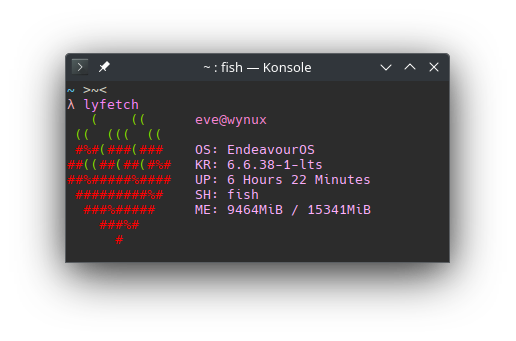 ~ : fish — Konsole
~ >~<
λ lyfetch
   (    ((      eve@wynux
 ((  (((  ((
 #%#(###(###    OS: EndeavourOS
##((##(##(#%#   KR: 6.6.38-1-lts
##%#####%####   UP: 6 Hours 22 Minutes
 #########%#    SH: fish
  ###%#####     ME: 9464MiB / 15341MiB
    ###%#
      #